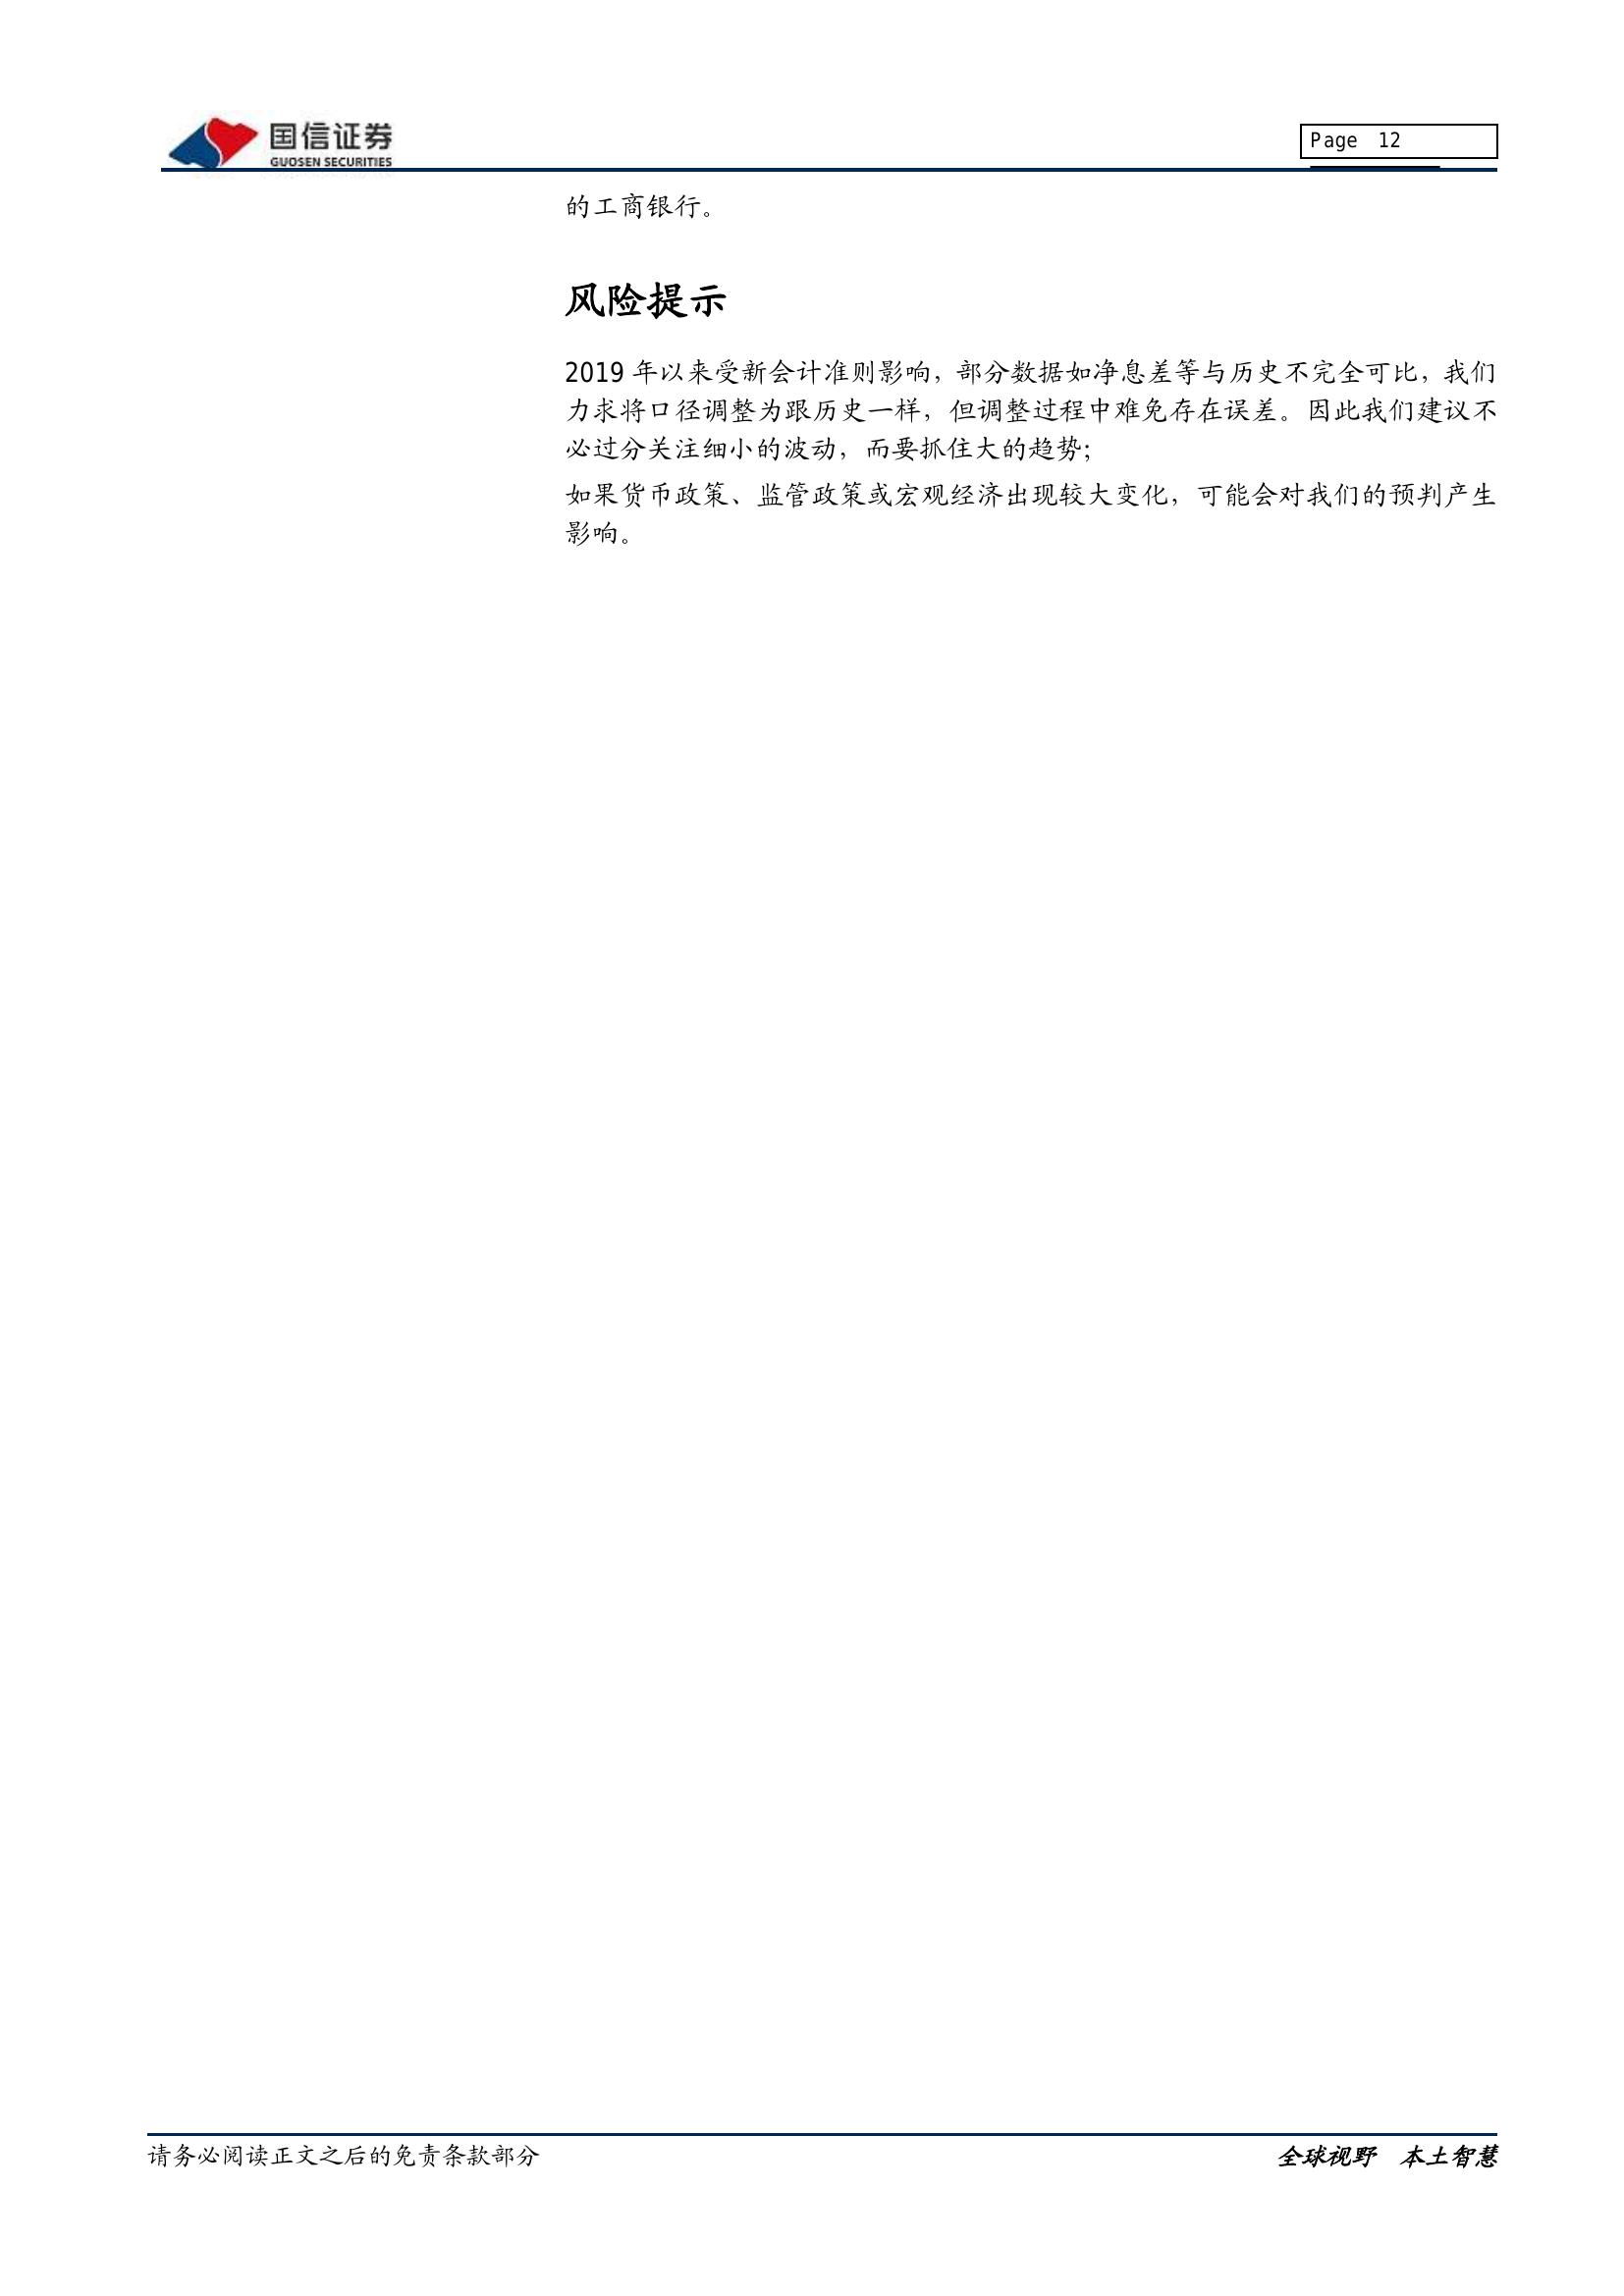 国信证券
GUOSEN SECURITIES
Page 12
的工商银行。
风险提示
2019 年以来受新会计准则影响，部分数据如净息差等与历史不完全可比，我们
力求将口径调整为跟历史一样，但调整过程中难免存在误差。因此我们建议不
必过分关注细小的波动，而要抓住大的趋势；
如果货币政策、监管政策或宏观经济出现较大变化，可能会对我们的预判产生
影响。
请务必阅读正文之后的免责条款部分
全球视野 本土智慧